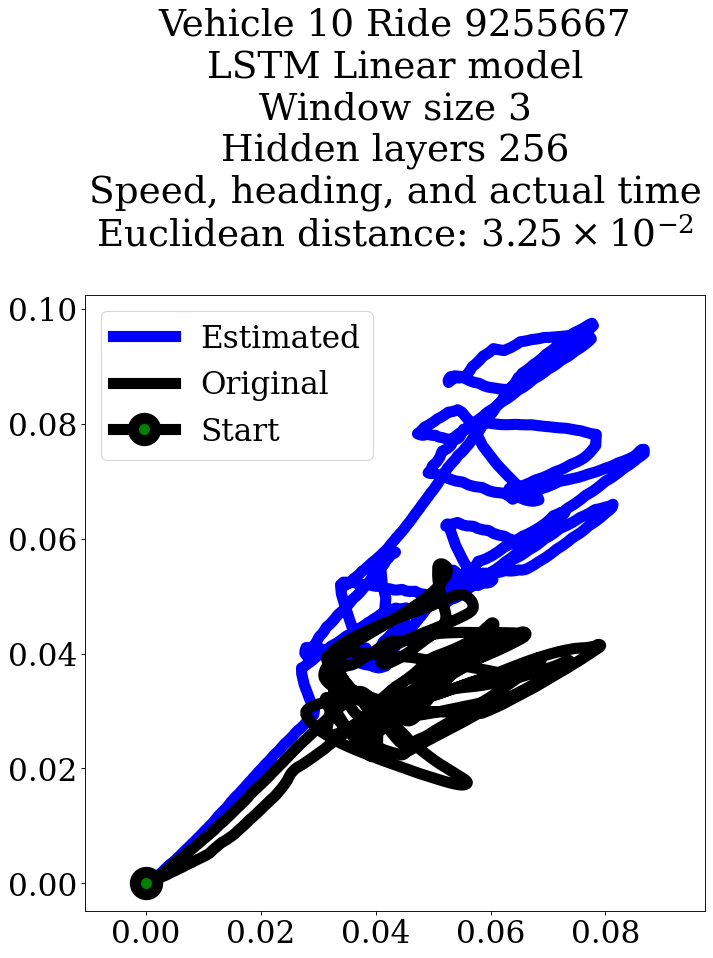 Vehicle 10 Ride 9255667
LSTM Linear model
Window size 3
Hidden layers 256
Speed, heading, and actual time
Euclidean distance: 3.25 × 10⁻²
0.10
0.08
0.06
0.04
0.02
0.00
Estimated
Original
Start
0.00 0.02 0.04 0.06 0.08